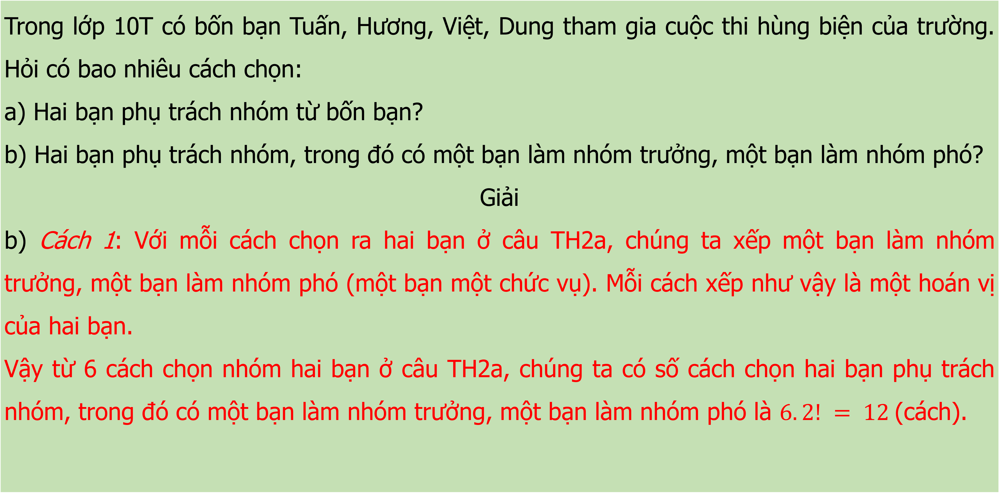 Trong lớp 10T có bốn bạn Tuấn, Hương, Việt, Dung tham gia cuộc thi hùng biện của trường.
Hỏi có bao nhiêu cách chọn:
a) Hai bạn phụ trách nhóm từ bốn bạn?
b) Hai bạn phụ trách nhóm, trong đó có một bạn làm nhóm trưởng, một bạn làm nhóm phó?
Giải
b) Cách 1: Với mỗi cách chọn ra hai bạn ở câu TH2a, chúng ta xếp một bạn làm nhóm
trưởng, một bạn làm nhóm phó (một bạn một chức vụ). Mỗi cách xếp như vậy là một hoán vị
của hai bạn.
Vậy từ 6 cách chọn nhóm hai bạn ở câu TH2a, chúng ta có số cách chọn hai bạn phụ trách
nhóm, trong đó có một bạn làm nhóm trưởng, một bạn làm nhóm phó là 6. 2! = 12 (cách).